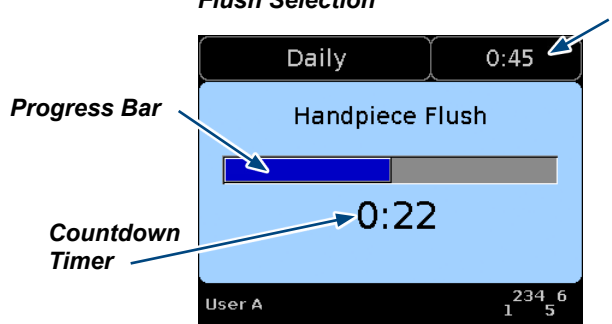 Flush Selection
Daily 0:45
Progress Bar
Handpiece Flush
0:22
Countdown
Timer
User A
1 234 5 6